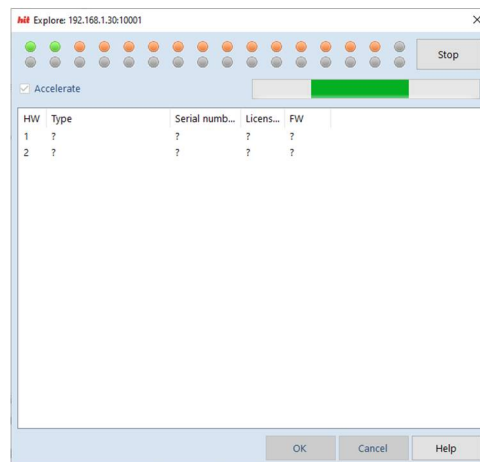 hit Explore: 192.168.1.30:10001
Stop
Accelerate
HW Type Serial numb... Licens... FW
1 ? ? ? ?
2 ? ? ? ?
OK Cancel Help